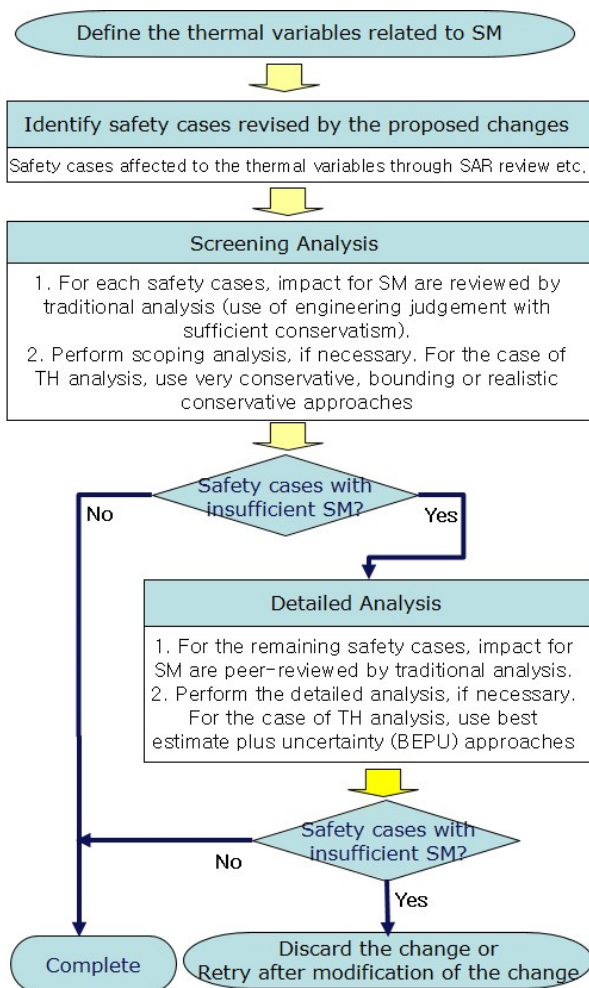 Define the thermal variables related to SM
Identify safety cases revised by the proposed changes
Safety cases affected to the thermal variables through SAR review etc.
Screening Analysis
1. For each safety cases, impact for SM are reviewed by
traditional analysis (use of engineering judgement with
sufficient conservatism).
2. Perform scoping analysis, if necessary. For the case of
TH analysis, use very conservative, bounding or realistic
conservative approaches
Safety cases with
insufficient SM?
No
Yes
Detailed Analysis
1. For the remaining safety cases, impact for
SM are peer-reviewed by traditional analysis.
2. Perform the detailed analysis, if necessary.
For the case of TH analysis, use best
estimate plus uncertainty (BEPU) approaches
Safety cases with
insufficient SM?
No
Yes
Complete
Discard the change or
Retry after modification of the change